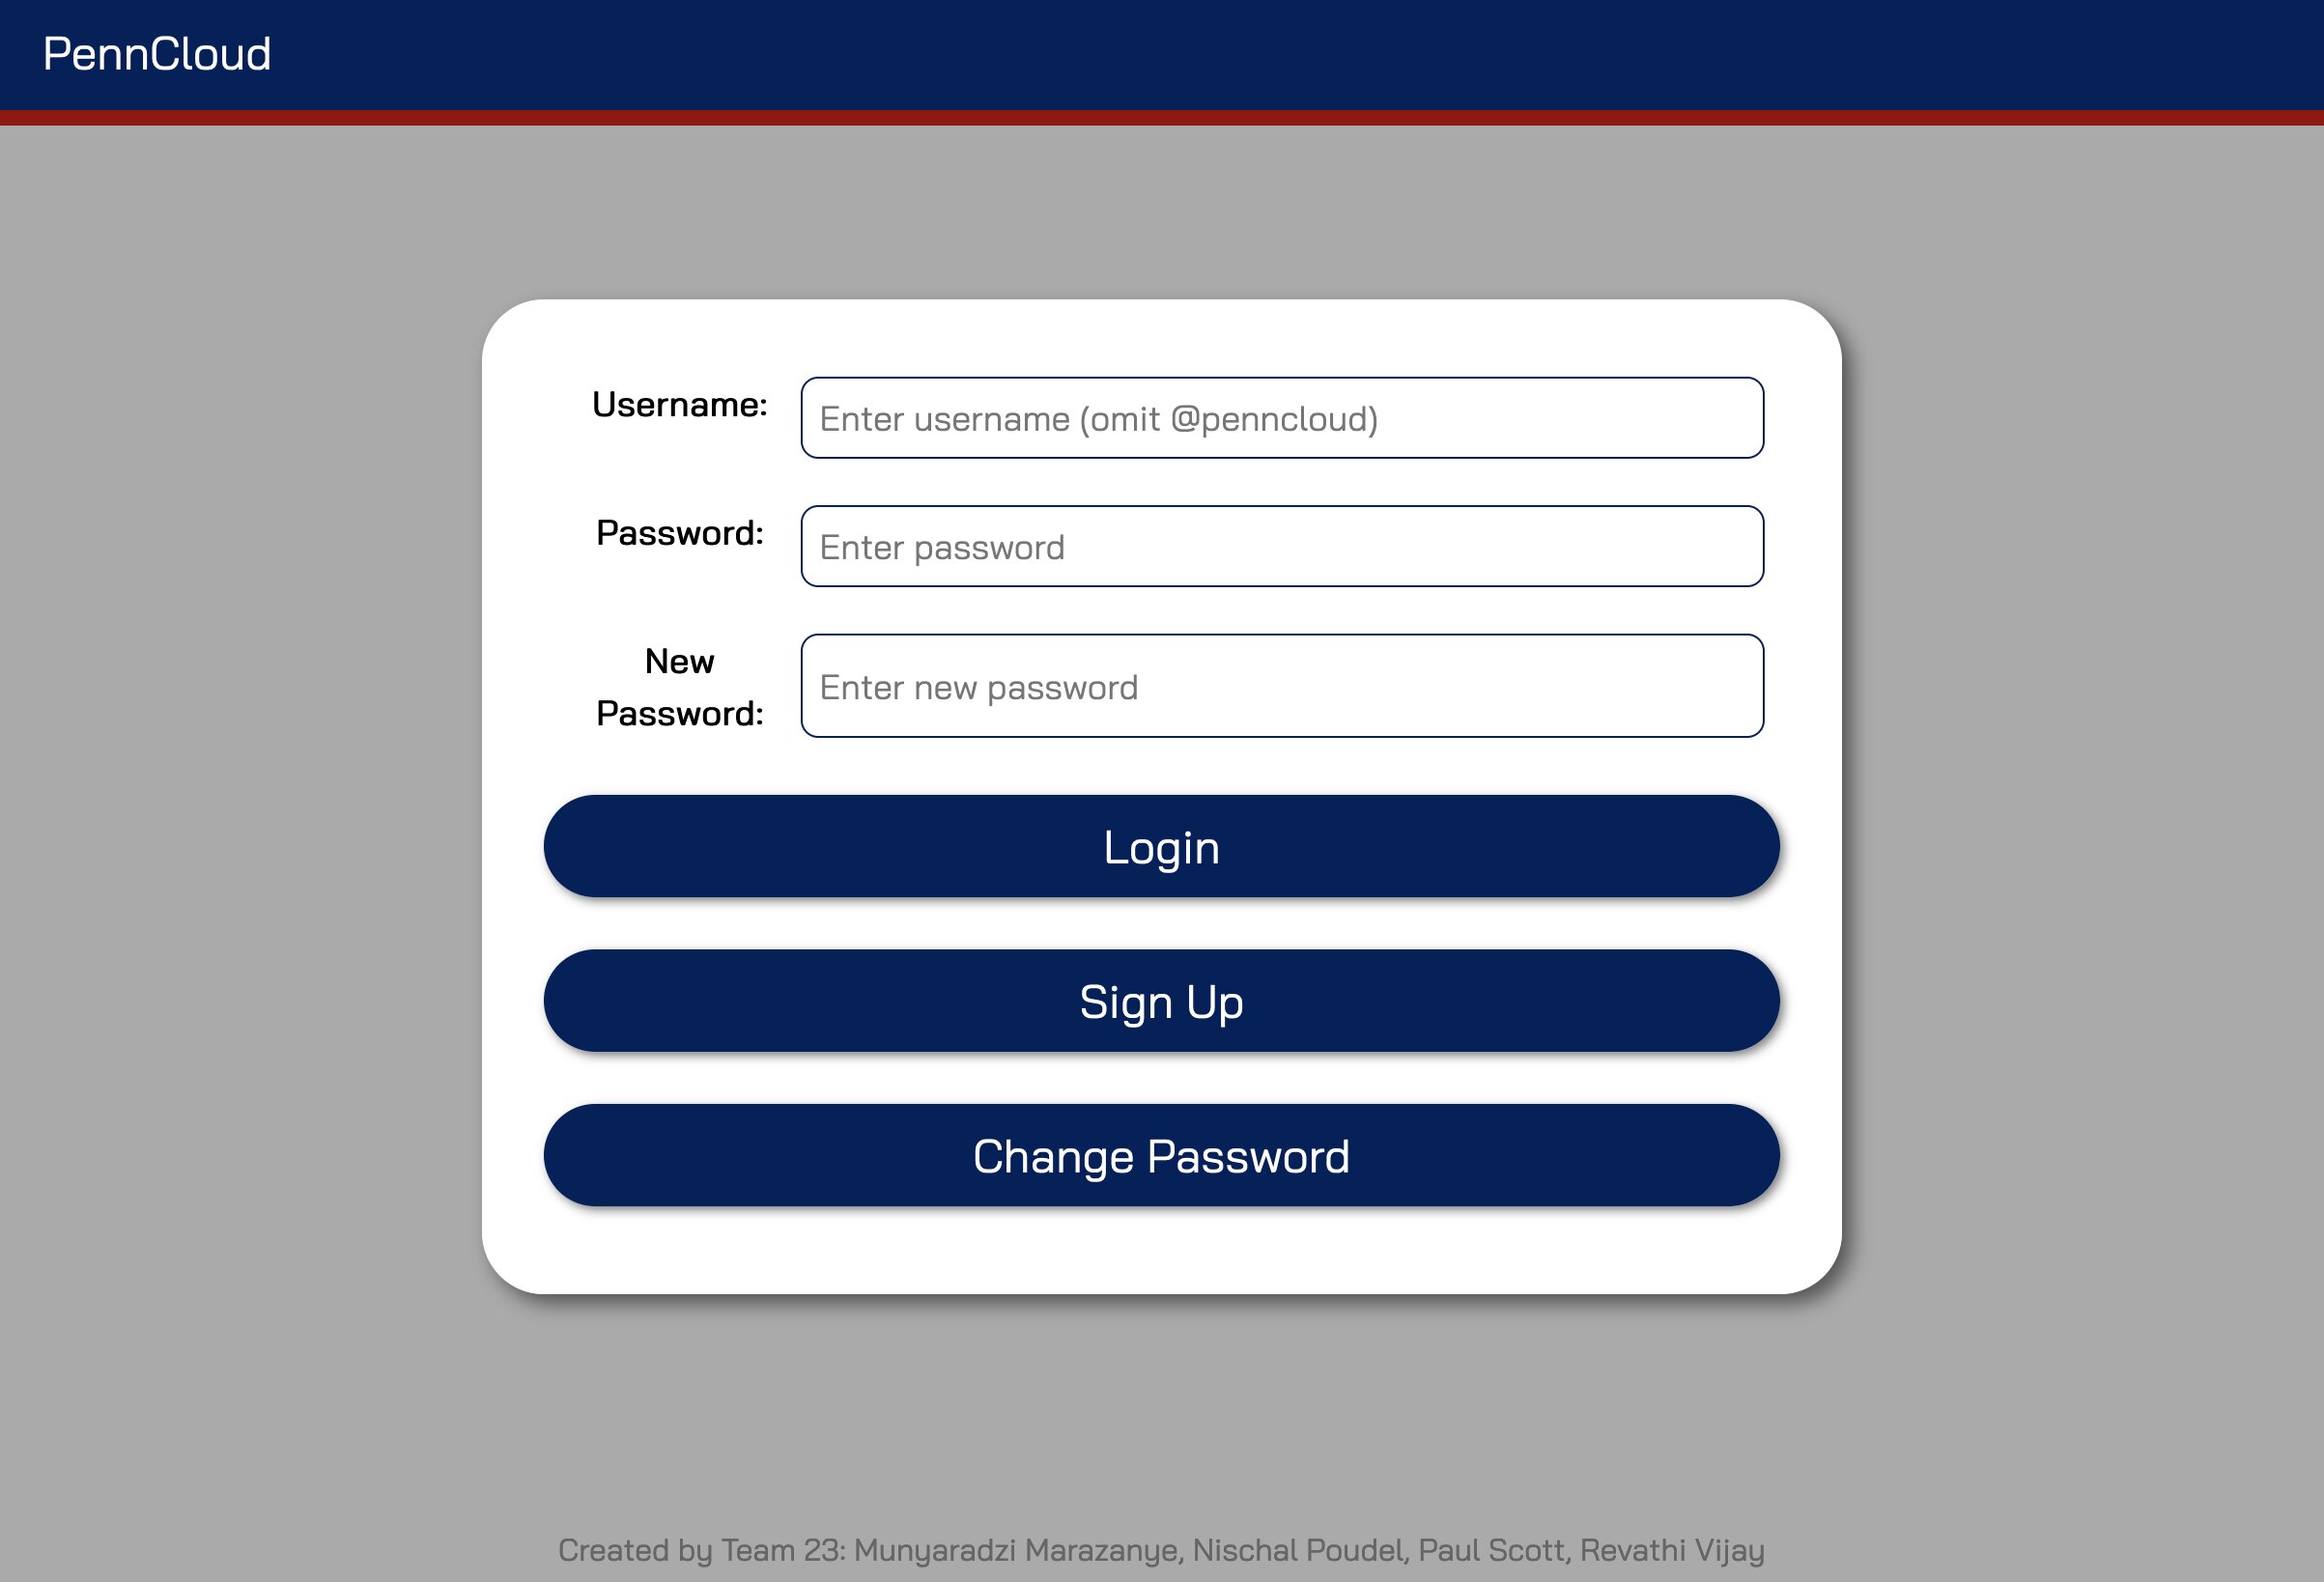 PennCloud
Username:
Enter username (omit @penncloud)
Password:
Enter password
New
Password:
Enter new password
Login
Sign Up
Change Password
Created by Team 23: Munyaradzi Marazanye, Nischal Poudel, Paul Scott, Revathi Vijay